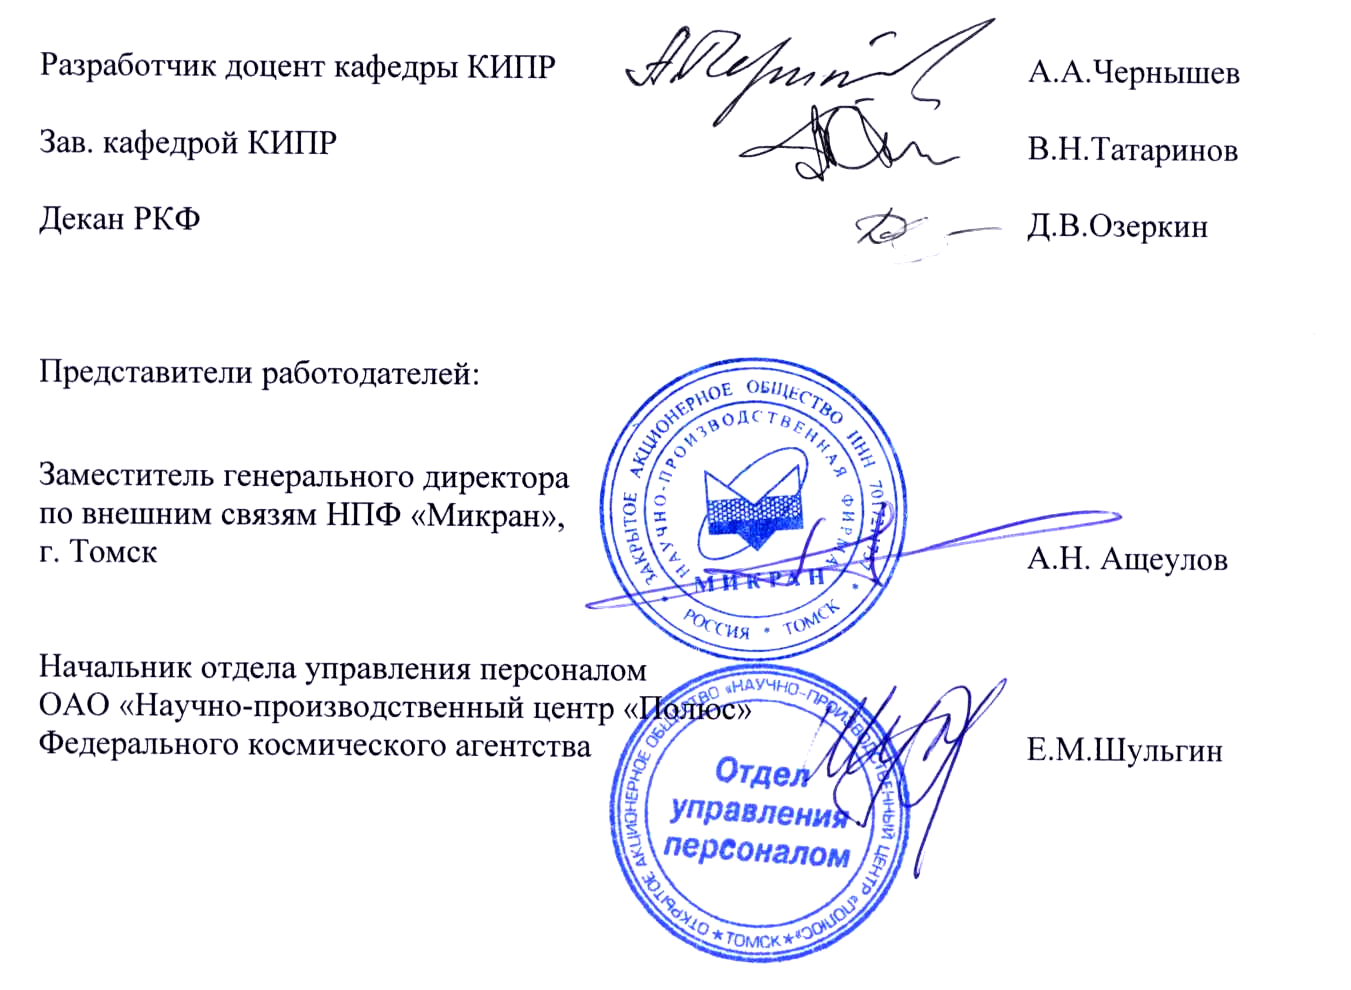 Разработчик доцент кафедры КИПР А.А.Чернышев
Зав. кафедрой КИПР В.Н.Татаринов
Декан РКФ Д.В.Озеркин
Представители работодателей:
Заместитель генерального директора
по внешним связям НПФ «Микран»,
г. Томск А.Н. Ащеулов
ЗАКРЫТОЕ АКЦИОНЕРНОЕ ОБЩЕСТВО ИНН
НАУЧНО-ПРОИЗВОДСТВЕННАЯ ФИРМА
МИКРАН
* РОССИЯ * ТОМСК *
Начальник отдела управления персоналом
ОАО «Научно-производственный центр «Полюс»
Федерального космического агентства Е.М.Шульгин
ОТКРЫТОЕ АКЦИОНЕРНОЕ ОБЩЕСТВО «НАУЧНО-ПРОИЗВОДСТВЕННЫЙ ЦЕНТР «ПОЛЮС»
* ТОМСК *
Отдел
управления
персоналом